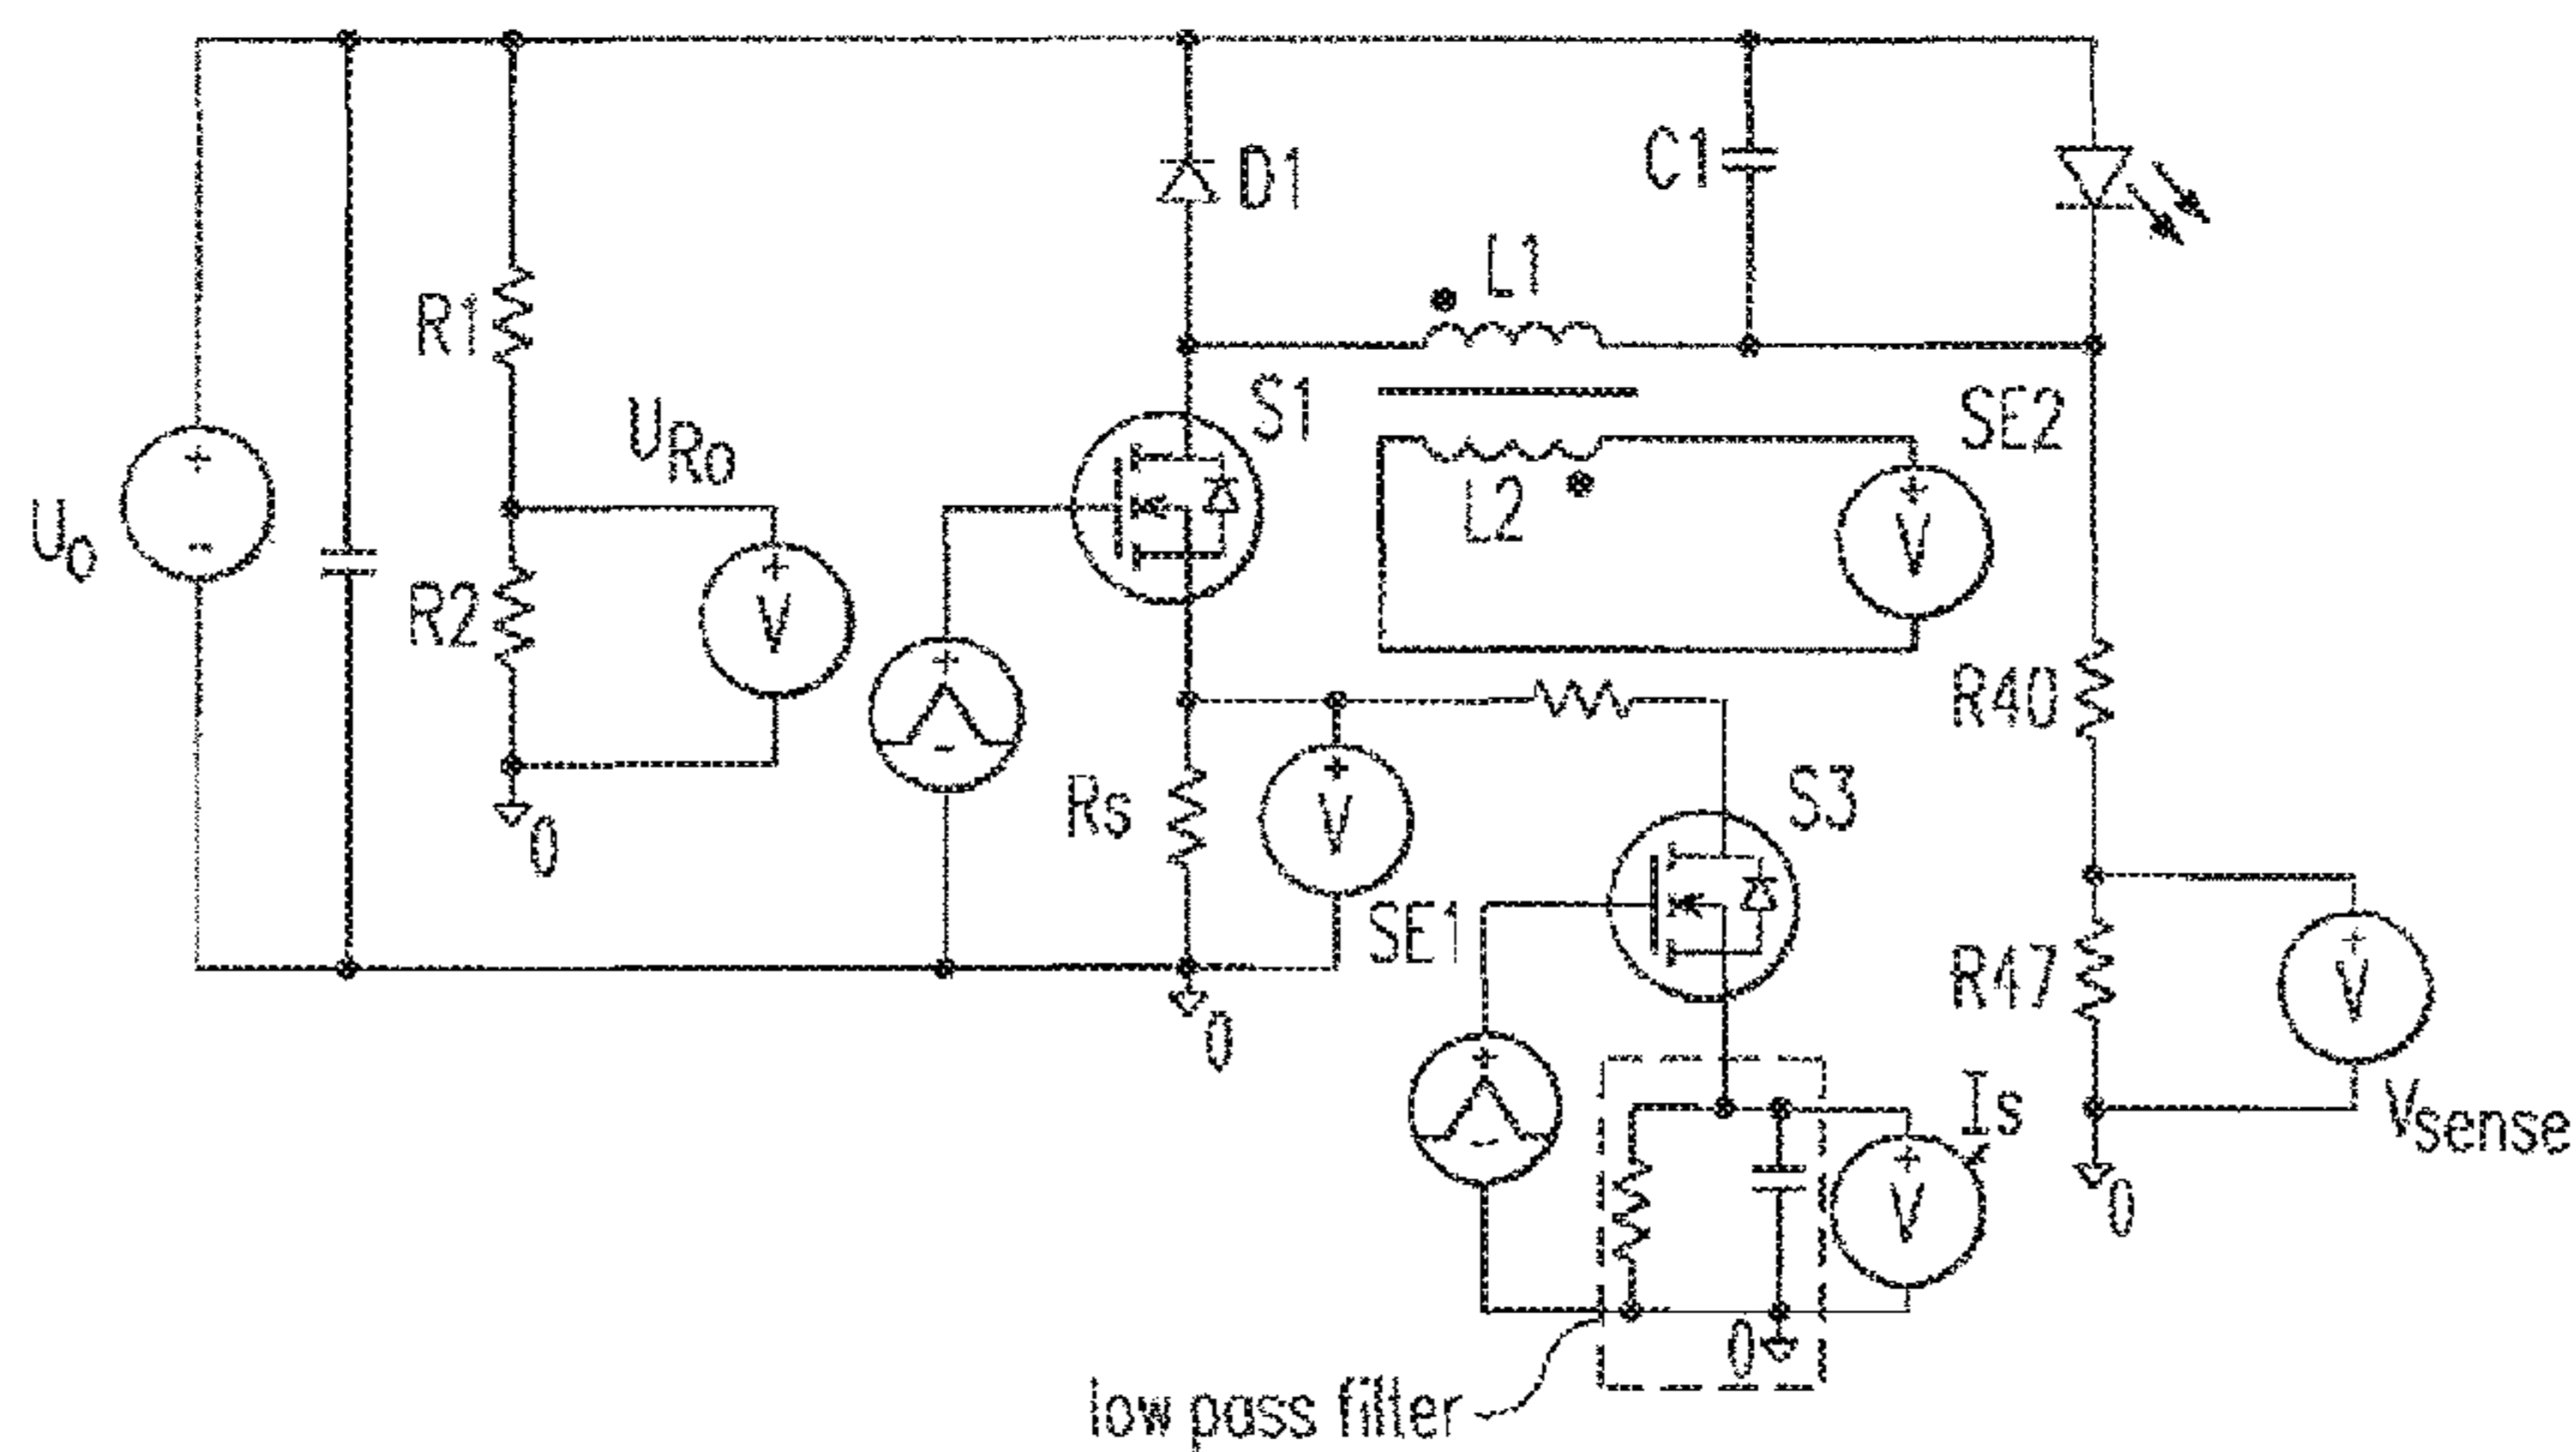 D1
C1
L1
R1
S1
SE2
U_Ro
L2
U_o
+
-
R2
+
V
+
V
+
-
R40
Rs
+
V
S3
0
SE1
R47
+
V
0
+
-
Is
+
V
Vsense
0
0
low pass filter